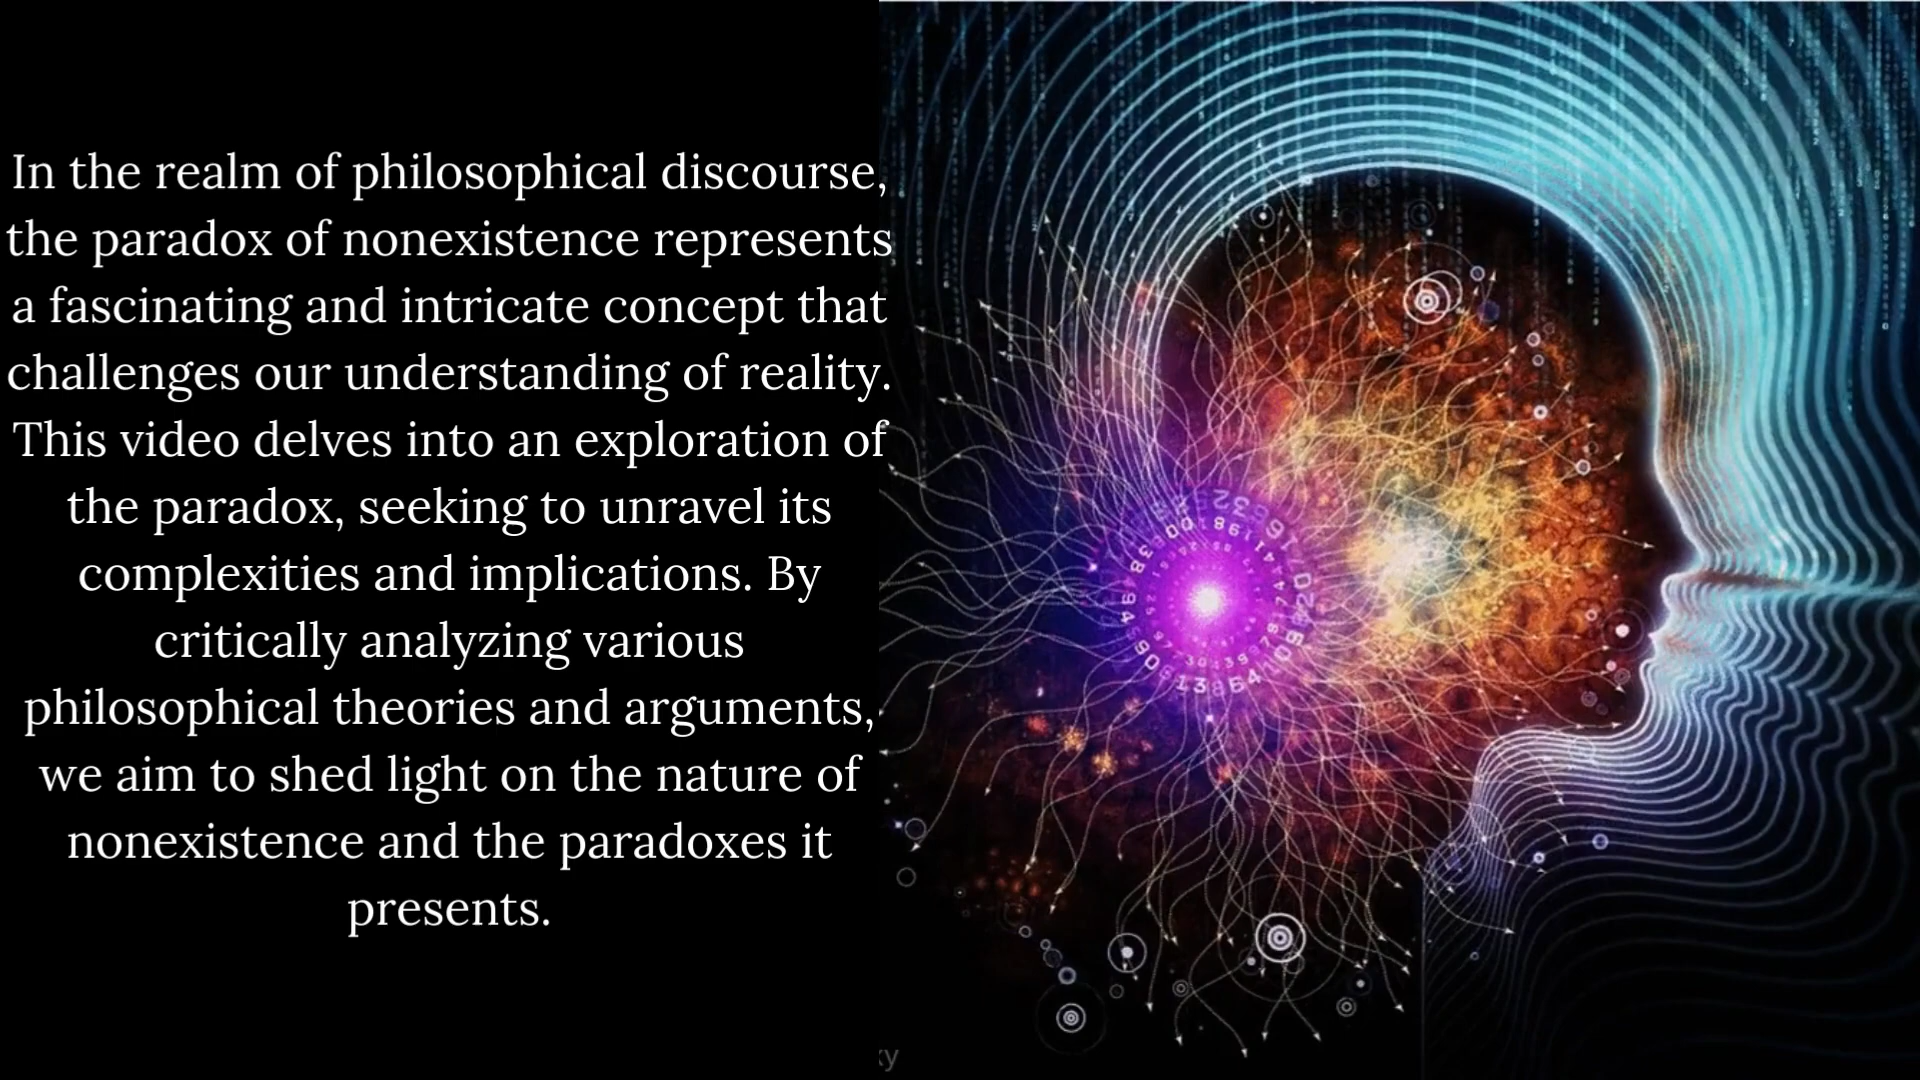 In the realm of philosophical discourse,
the paradox of nonexistence represents
a fascinating and intricate concept that
challenges our understanding of reality.
This video delves into an exploration of
the paradox, seeking to unravel its
complexities and implications. By
critically analyzing various
philosophical theories and arguments,
we aim to shed light on the nature of
nonexistence and the paradoxes it
presents.